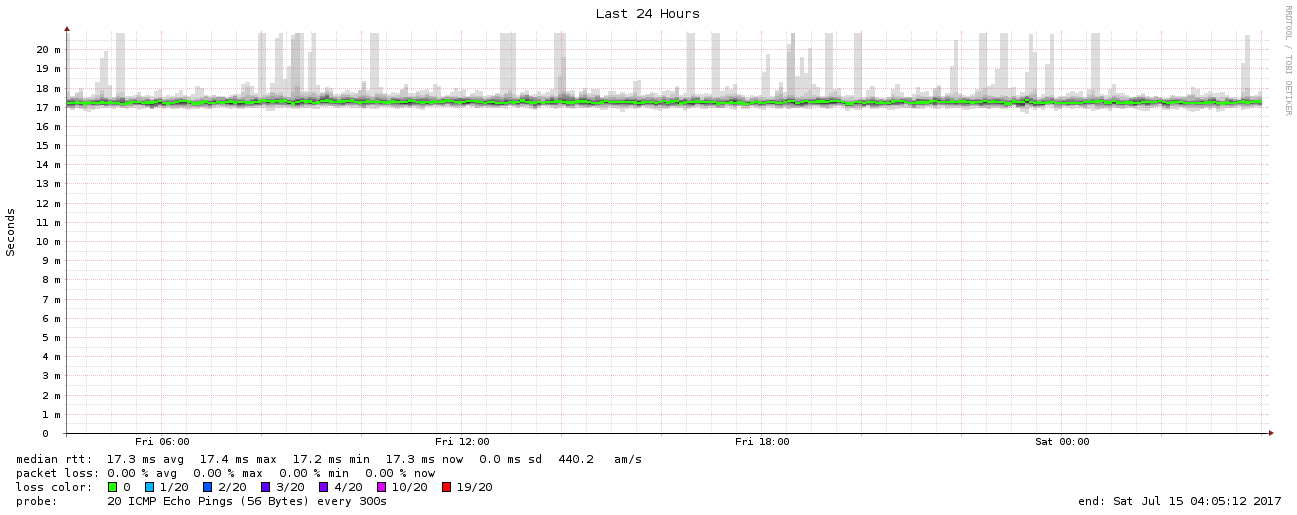 Last 24 Hours
RRDTOOL / TOBI OETIKER
Seconds
20 m
19 m
18 m
17 m
16 m
15 m
14 m
13 m
12 m
11 m
10 m
9 m
8 m
7 m
6 m
5 m
4 m
3 m
2 m
1 m
0
Fri 06:00 Fri 12:00 Fri 18:00 Sat 00:00
median rtt: 17.3 ms avg 17.4 ms max 17.2 ms min 17.3 ms now 0.0 ms sd 440.2 am/s
packet loss: 0.00 % avg 0.00 % max 0.00 % min 0.00 % now
loss color: 0 1/20 2/20 3/20 4/20 10/20 19/20
probe: 20 ICMP Echo Pings (56 Bytes) every 300s end: Sat Jul 15 04:05:12 2017